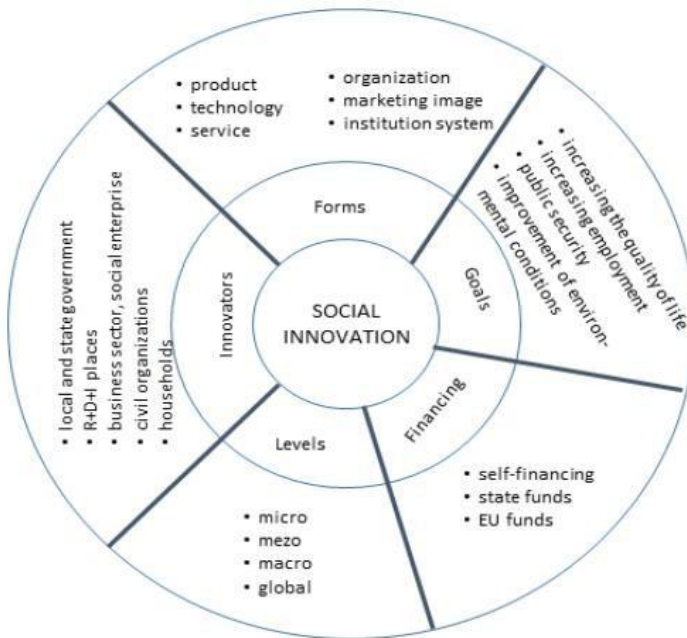 • product
• technology
• service
• organization
• marketing image
• institution system
Forms
• increasing the quality of life
• increasing employment
• public security
• improvement of environ-
mental conditions
Goals
SOCIAL
INNOVATION
Innovators
• local and state government
• R+D+I places
• business sector, social enterprise
• civil organizations
• households
Financing
• self-financing
• state funds
• EU funds
Levels
• micro
• mezo
• macro
• global